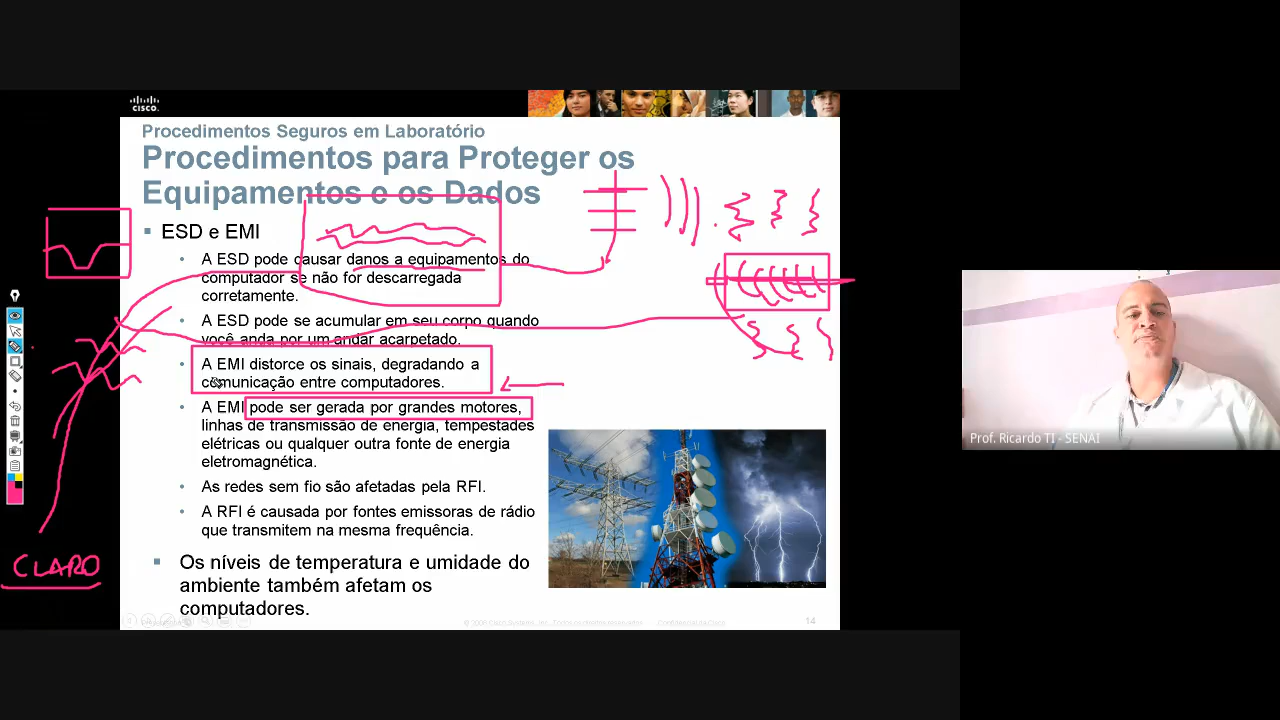 CISCO
Procedimentos Seguros em Laboratório
Procedimentos para Proteger os
Equipamentos e os Dados
ESD e EMI
A ESD pode causar danos a equipamentos do
computador se não for descarregada
corretamente.
A ESD pode se acumular em seu corpo quando
você anda por um andar acarpetado.
A EMI distorce os sinais, degradando a
comunicação entre computadores.
A EMI pode ser gerada por grandes motores,
linhas de transmissão de energia, tempestades
elétricas ou qualquer outra fonte de energia
eletromagnética.
As redes sem fio são afetadas pela RFI.
A RFI é causada por fontes emissoras de rádio
que transmitem na mesma frequência.
Os níveis de temperatura e umidade do
ambiente também afetam os
computadores.
CLARO
14
Prof. Ricardo TI - SENAI